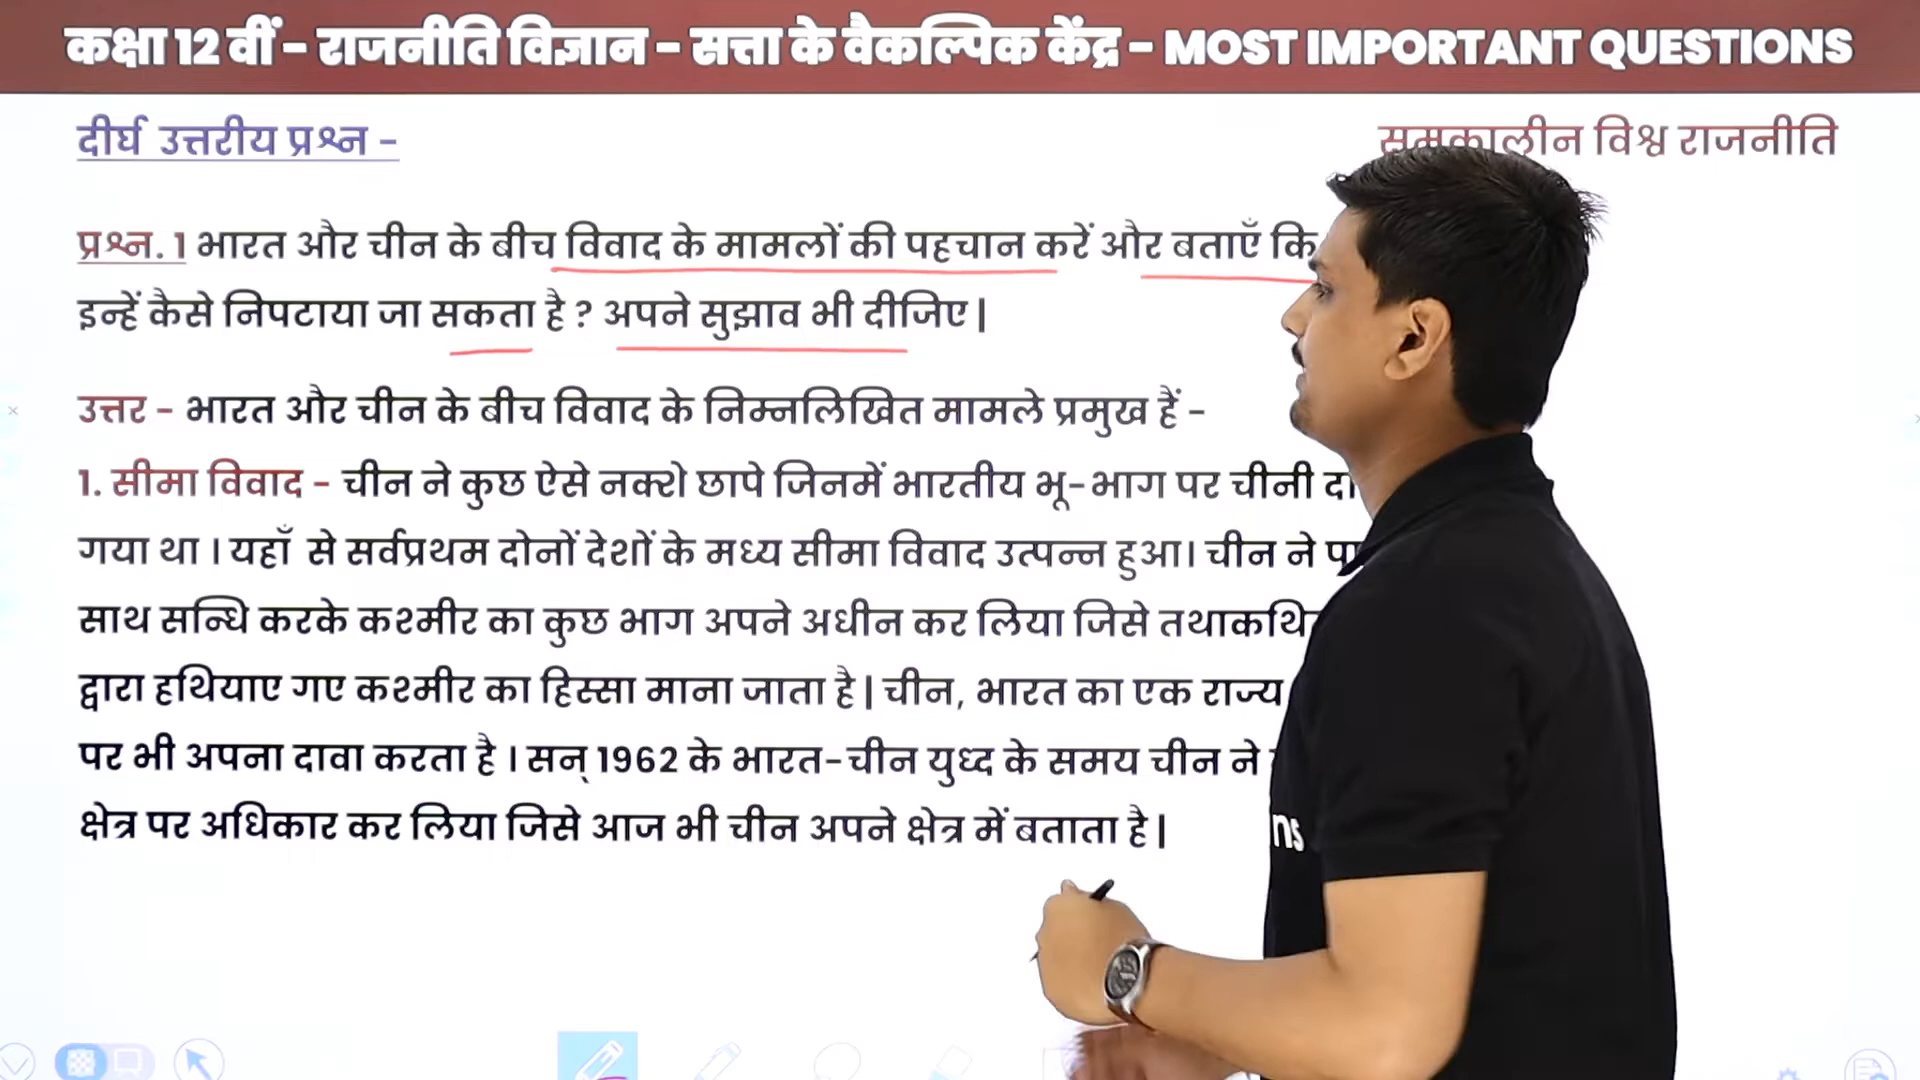 कक्षा 12 वीं - राजनीति विज्ञान - सत्ता के वैकल्पिक केंद्र - MOST IMPORTANT QUESTIONS
दीर्घ उत्तरीय प्रश्न -
समकालीन विश्व राजनीति
प्रश्न. 1 भारत और चीन के बीच विवाद के मामलों की पहचान करें और बताएँ कि
इन्हें कैसे निपटाया जा सकता है ? अपने सुझाव भी दीजिए |
उत्तर - भारत और चीन के बीच विवाद के निम्नलिखित मामले प्रमुख हैं -
1. सीमा विवाद - चीन ने कुछ ऐसे नक्शे छापे जिनमें भारतीय भू-भाग पर चीनी
गया था । यहाँ से सर्वप्रथम दोनों देशों के मध्य सीमा विवाद उत्पन्न हुआ। चीन ने
साथ सन्धि करके कश्मीर का कुछ भाग अपने अधीन कर लिया जिसे
द्वारा हथियाए गए कश्मीर का हिस्सा माना जाता है | चीन, भारत का एक राज्य
पर भी अपना दावा करता है । सन् 1962 के भारत-चीन युध्द के समय चीन ने
क्षेत्र पर अधिकार कर लिया जिसे आज भी चीन अपने क्षेत्र में बताता है |
ns